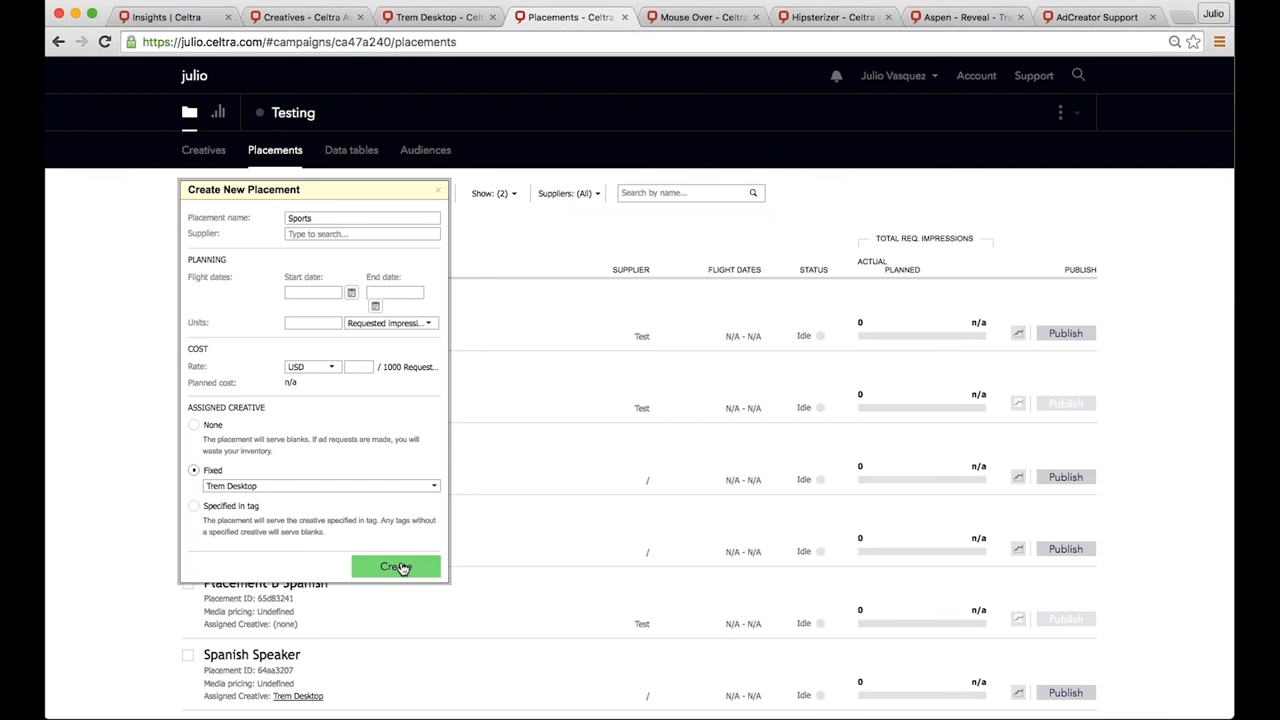 Insights | Celtra
Creatives - Celtra A
Trem Desktop - Celt
Placements - Celtra
Mouse Over - Celtra
Hipsterizer - Celtra
Aspen - Reveal - Tra
AdCreator Support
Julio
https://julio.celtra.com/#campaigns/ca47a240/placements
julio
Julio Vasquez
Account
Support
Testing
Creatives
Placements
Data tables
Audiences
Create New Placement
Show: (2)
Suppliers: (All)
Search by name...
Placement name:
Sports
Supplier:
Type to search...
TOTAL REQ. IMPRESSIONS
PLANNING
ACTUAL
PLANNED
SUPPLIER
FLIGHT DATES
STATUS
PUBLISH
Flight dates:
Start date:
End date:
Units:
Requested impressi...
0 n/a
Test N/A - N/A Idle Publish
COST
Rate:
USD
/ 1000 Request...
Planned cost:
n/a
0 n/a
Test N/A - N/A Idle Publish
ASSIGNED CREATIVE
None
The placement will serve blanks. If ad requests are made, you will
waste your inventory.
0 n/a
/ N/A - N/A Idle Publish
Fixed
Trem Desktop
Specified in tag
The placement will serve the creative specified in tag. Any tags without
a specified creative will serve blanks.
0 n/a
/ N/A - N/A Idle Publish
Create
Placement B Spanish
Placement ID: 65d83241
Media pricing: Undefined
Assigned Creative: (none)
0 n/a
Test N/A - N/A Idle Publish
Spanish Speaker
Placement ID: 64aa3207
Media pricing: Undefined
Assigned Creative: Trem Desktop
0 n/a
/ N/A - N/A Idle Publish